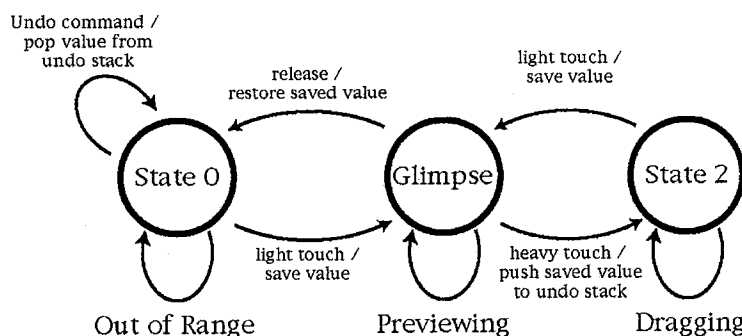 Undo command /
pop value from
undo stack
release /
restore saved value
light touch /
save value
State 0
Glimpse
State 2
light touch /
save value
heavy touch /
push saved value
to undo stack
Out of Range
Previewing
Dragging